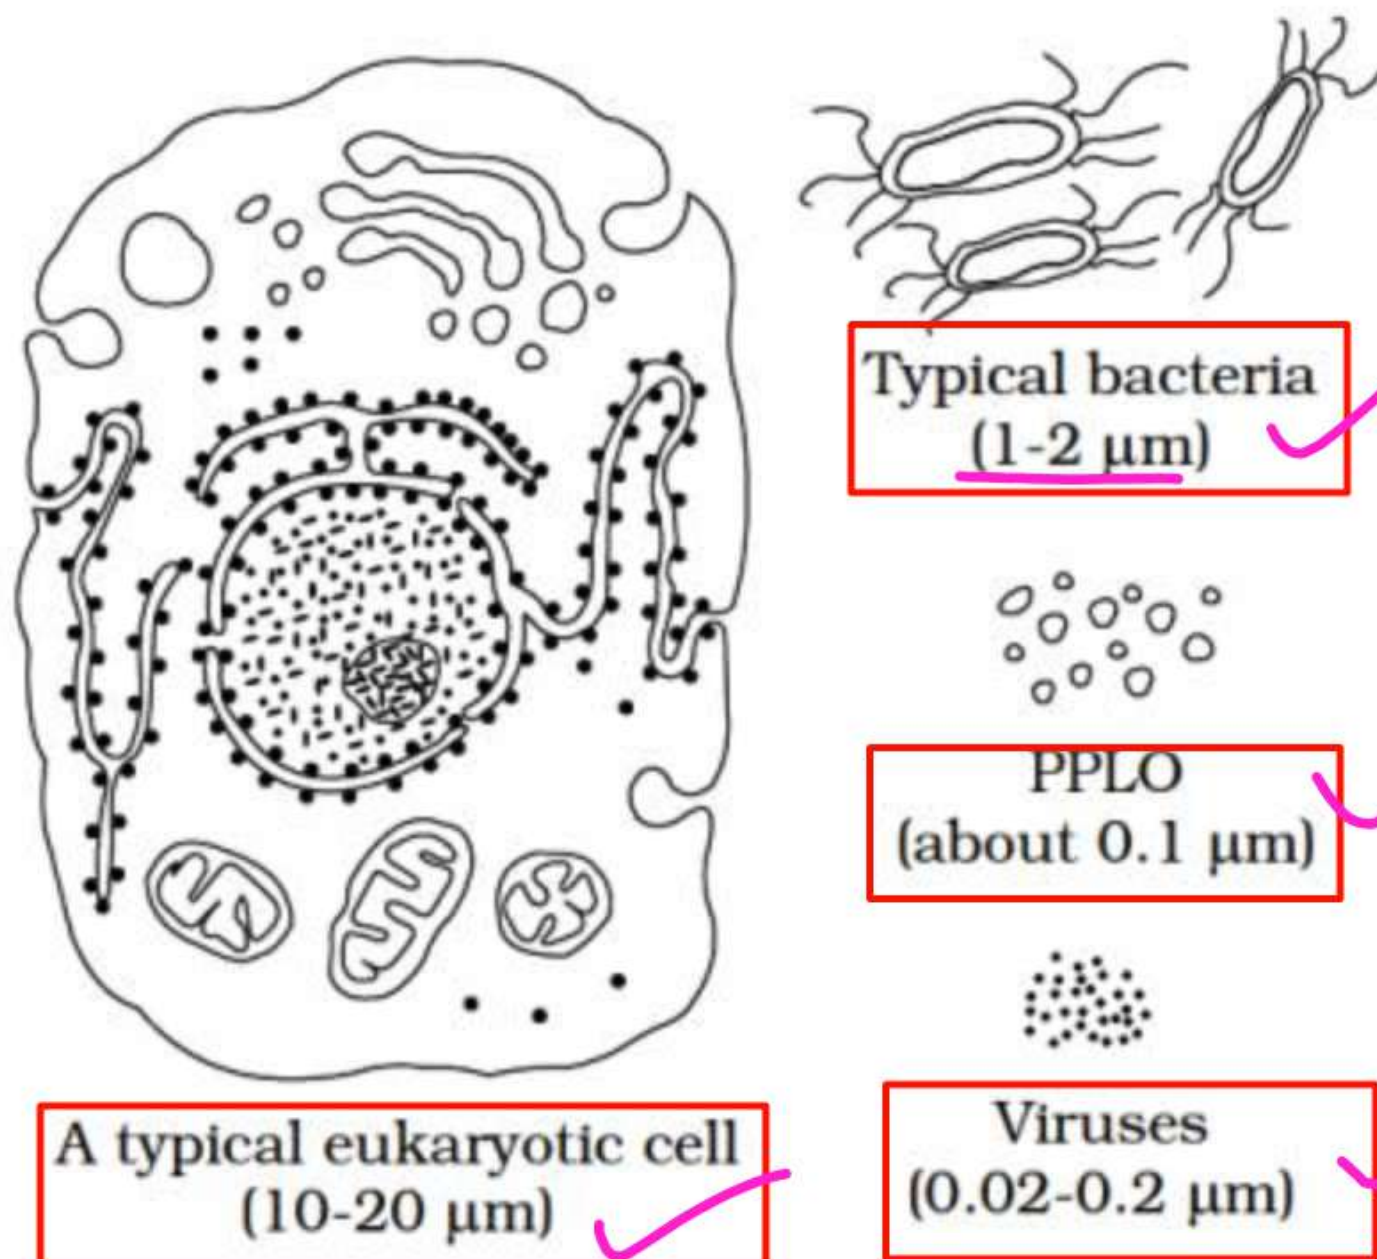 Typical bacteria
(1-2 µm)
PPLO
(about 0.1 µm)
Viruses
(0.02-0.2 µm)
A typical eukaryotic cell
(10-20 µm)